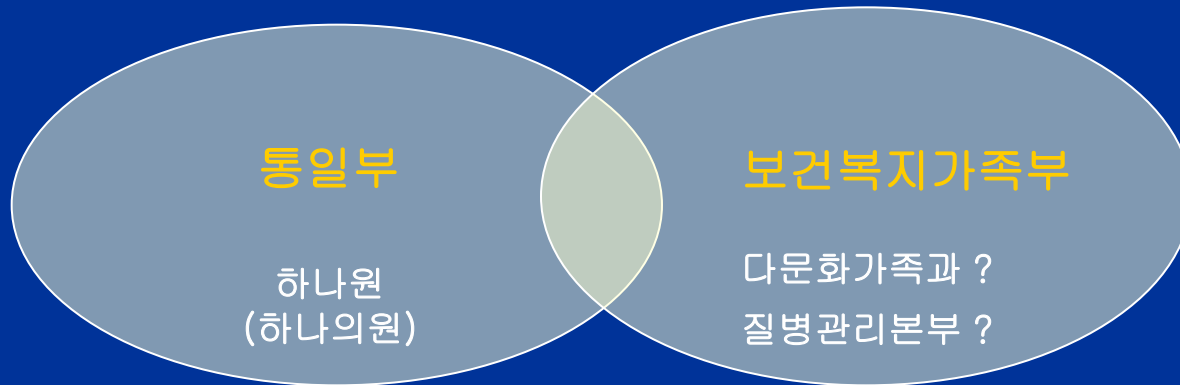 통일부
하나원
(하나의원)
보건복지가족부
다문화가족과 ?
질병관리본부 ?